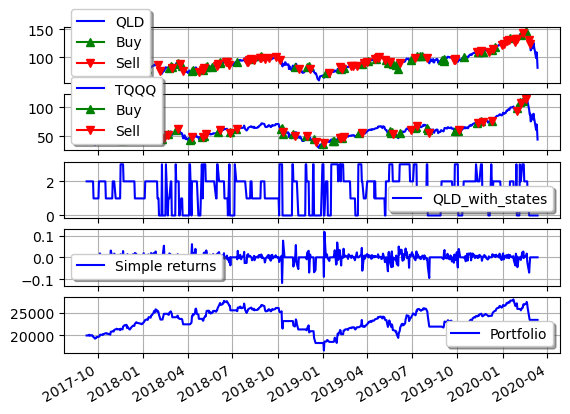 150
100
QLD
Buy
Sell
100
50
TQQQ
Buy
Sell
2
0
QLD_with_states
0.1
0.0
−0.1
Simple returns
25000
20000
Portfolio
2017-10
2018-01
2018-04
2018-07
2018-10
2019-01
2019-04
2019-07
2019-10
2020-01
2020-04